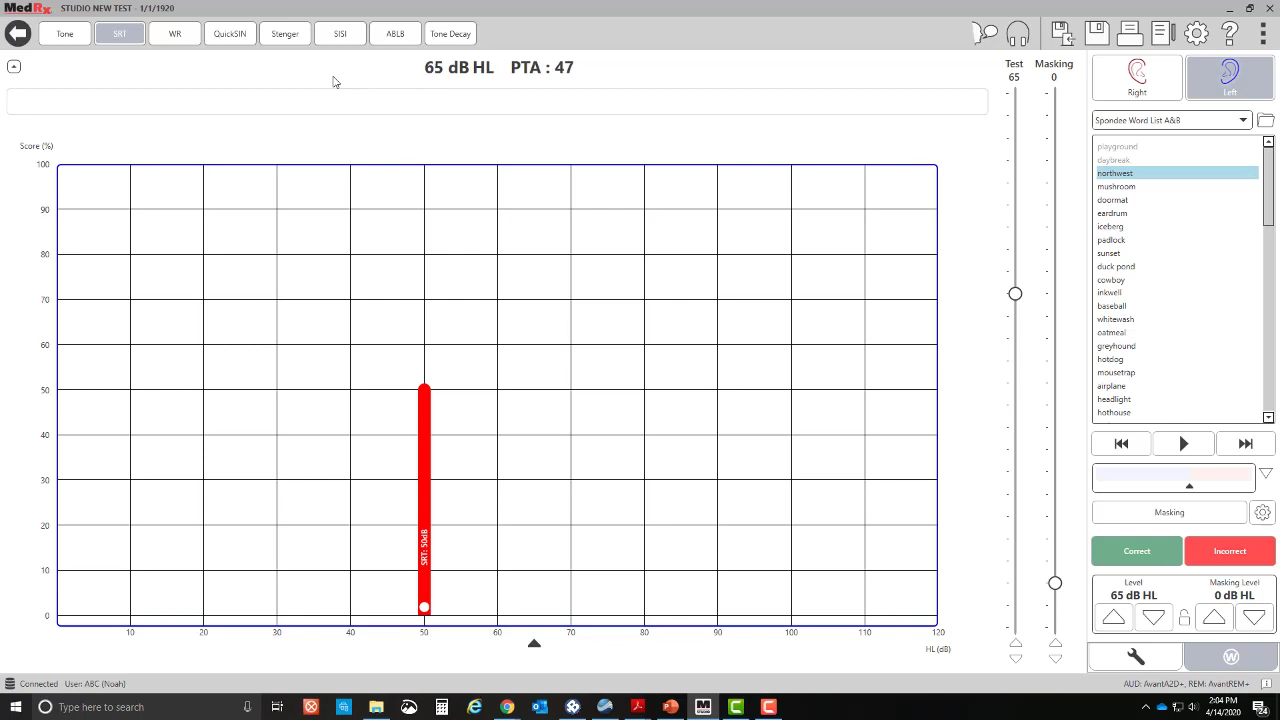 MedRx STUDIO NEW TEST - 1/1/1920
Tone SRT WR QuickSIN Stenger SISI ABLB Tone Decay
65 dB HL PTA : 47
Test Masking
65 0
Right Left
Spondee Word List A&B
playground
daybreak
northwest
mushroom
doormat
eardrum
iceberg
padlock
sunset
duck pond
cowboy
inkwell
baseball
whitewash
oatmeal
greyhound
hotdog
mousetrap
airplane
headlight
hothouse
Masking
Correct Incorrect
Level Masking Level
65 dB HL 0 dB HL
Score (%)
100
90
80
70
60
50
40
30
20
10
0
SRT: 50dB
10 20 30 40 50 60 70 80 90 100 110 120
HL (dB)
Connected User: ABC (Noah) AUD: AvantA2D+, REM: AvantREM+
Type here to search
2:04 PM
4/14/2020
24